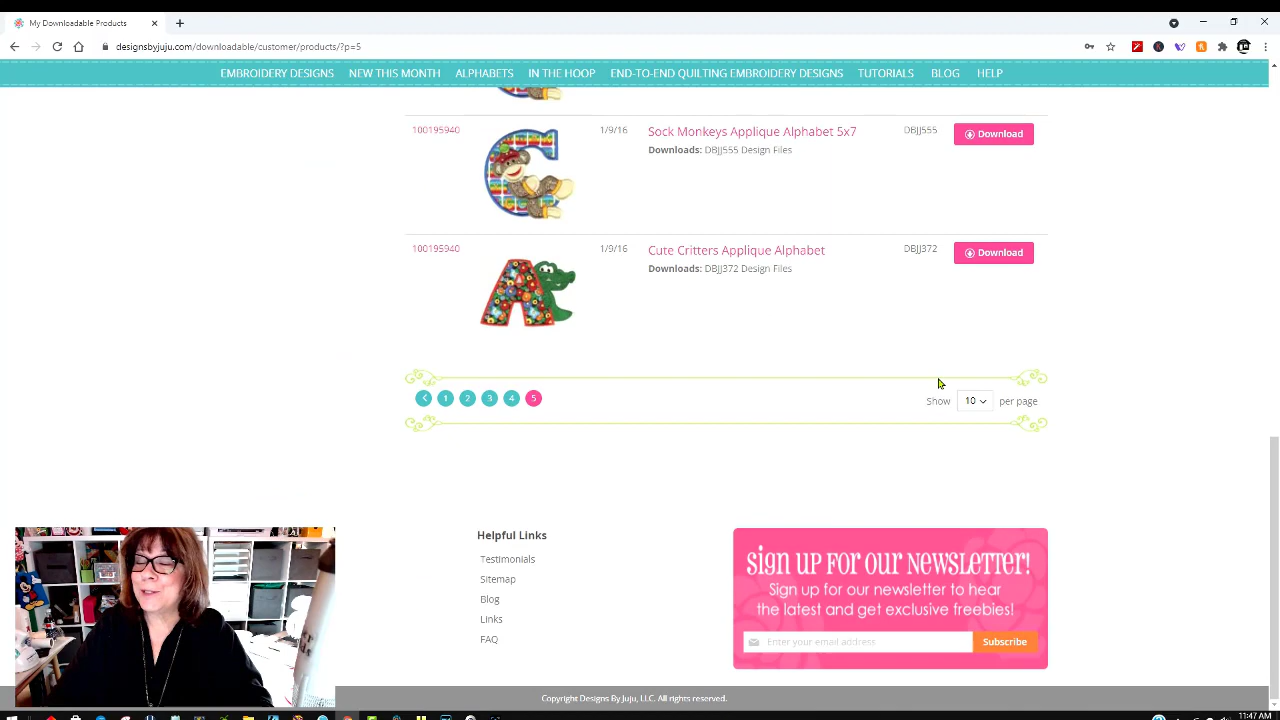 My Downloadable Products
designsbyjuju.com/downloadable/customer/products/?p=5
EMBROIDERY DESIGNS NEW THIS MONTH ALPHABETS IN THE HOOP END-TO-END QUILTING EMBROIDERY DESIGNS TUTORIALS BLOG HELP
100195940 1/9/16 Sock Monkeys Applique Alphabet 5x7 DBJJ555 Download
Downloads: DBJJ555 Design Files
100195940 1/9/16 Cute Critters Applique Alphabet DBJJ372 Download
Downloads: DBJJ372 Design Files
1 2 3 4 5 Show 10 per page
Helpful Links
Testimonials
Sitemap
Blog
Links
FAQ
sign up for our newsletter!
Sign up for our newsletter to hear
the latest and get exclusive freebies!
Enter your email address Subscribe
Copyright Designs By Juju, LLC. All rights reserved.
11:47 AM